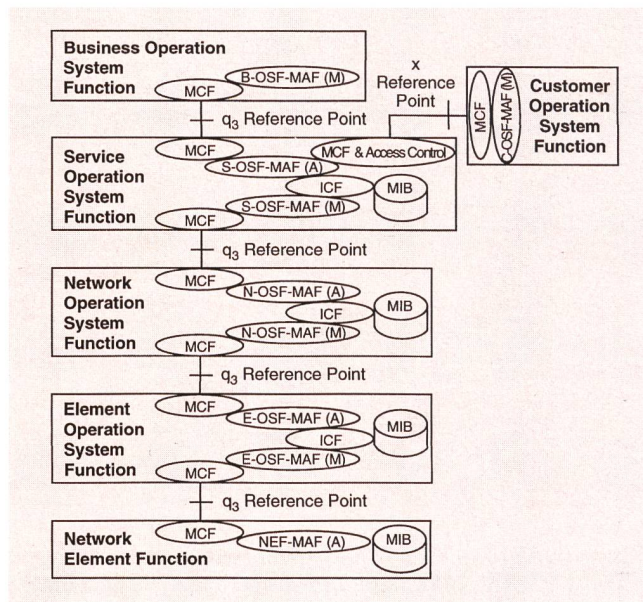 Business Operation
System
Function
B-OSF-MAF (M)
MCF
x
Reference
Point
MCF
C-OSF-MAF (M)
Customer
Operation
System
Function
q3 Reference Point
Service
Operation
System
Function
MCF
MCF & Access Control
S-OSF-MAF (A)
ICF
MIB
S-OSF-MAF (M)
MCF
q3 Reference Point
Network
Operation
System
Function
MCF
N-OSF-MAF (A)
ICF
MIB
N-OSF-MAF (M)
MCF
q3 Reference Point
Element
Operation
System
Function
MCF
E-OSF-MAF (A)
ICF
MIB
E-OSF-MAF (M)
MCF
q3 Reference Point
Network
Element Function
MCF
NEF-MAF (A)
MIB